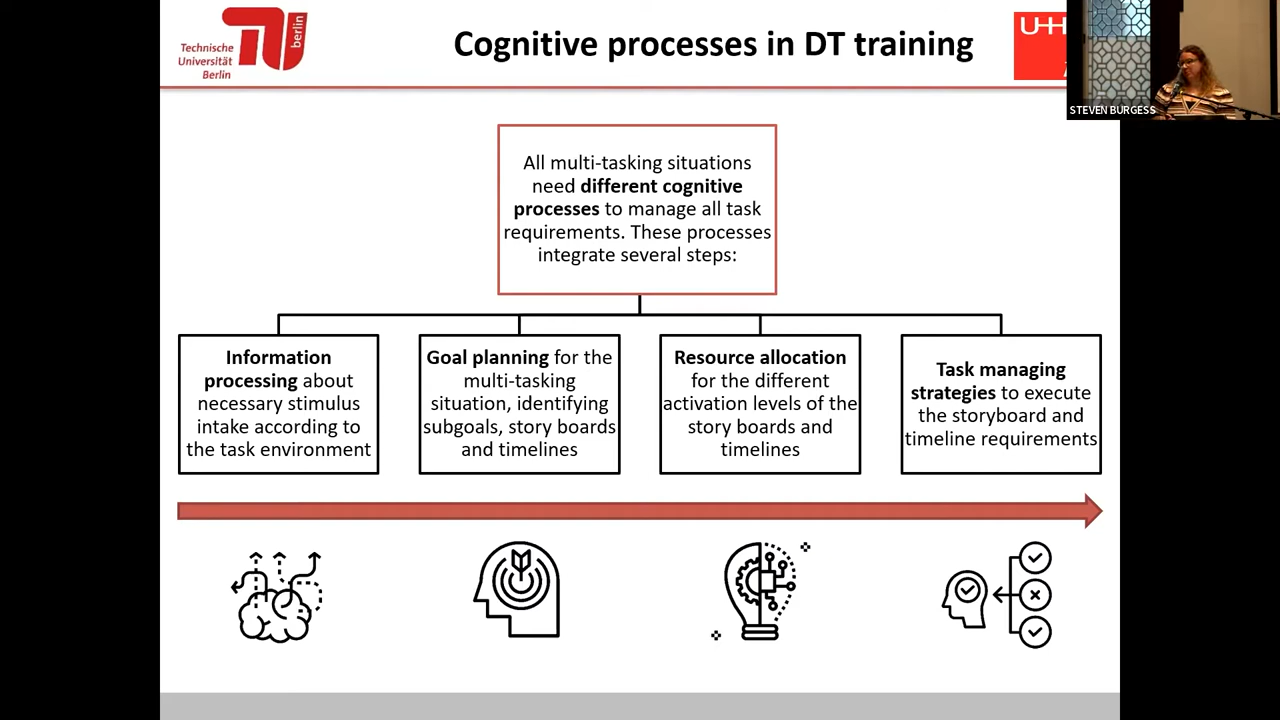 Technische
Universität
Berlin
berlin
Cognitive processes in DT training
STEVEN BURGESS
All multi-tasking situations
need different cognitive
processes to manage all task
requirements. These processes
integrate several steps:
Information
processing about
necessary stimulus
intake according to
the task environment
Goal planning for the
multi-tasking
situation, identifying
subgoals, story boards
and timelines
Resource allocation
for the different
activation levels of the
story boards and
timelines
Task managing
strategies to execute
the storyboard and
timeline requirements